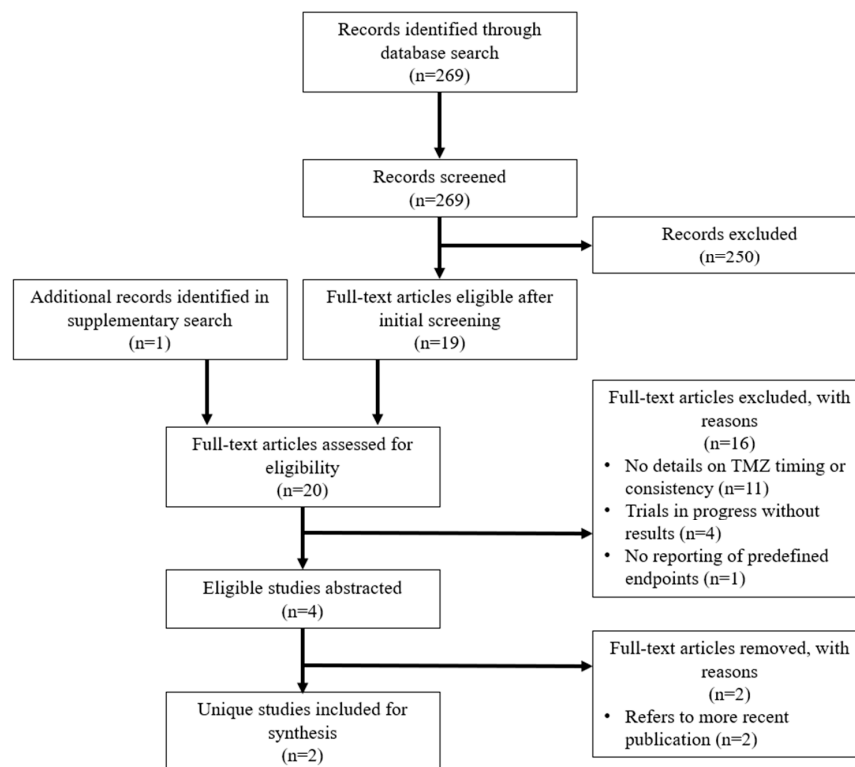 Records identified through
database search
(n=269)
Records screened
(n=269)
Records excluded
(n=250)
Additional records identified in
supplementary search
(n=1)
Full-text articles eligible after
initial screening
(n=19)
Full-text articles assessed for
eligibility
(n=20)
Full-text articles excluded, with
reasons
(n=16)
• No details on TMZ timing or
consistency (n=11)
• Trials in progress without
results (n=4)
• No reporting of predefined
endpoints (n=1)
Eligible studies abstracted
(n=4)
Full-text articles removed, with
reasons
(n=2)
• Refers to more recent
publication (n=2)
Unique studies included for
synthesis
(n=2)